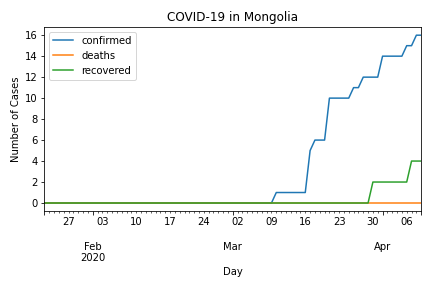 COVID-19 in Mongolia
confirmed
deaths
recovered
Number of Cases
16
14
12
10
8
6
4
2
0
27 03 10 17 24 02 09 16 23 30 06
Feb Mar Apr
2020
Day